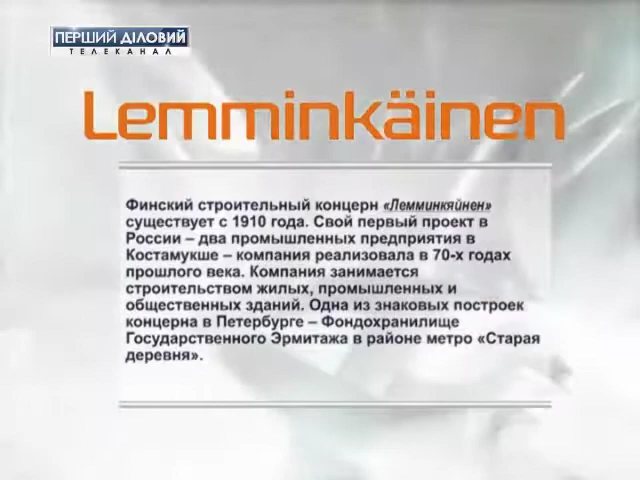 ПЕРШИЙ ДІЛОВИЙ
ТЕЛЕКАНАЛ
Lemminkäinen
Финский строительный концерн «Лемминкяйнен»
существует с 1910 года. Свой первый проект в
России – два промышленных предприятия в
Костамукше – компания реализовала в 70-х годах
прошлого века. Компания занимается
строительством жилых, промышленных и
общественных зданий. Одна из знаковых построек
концерна в Петербурге – Фондохранилище
Государственного Эрмитажа в районе метро «Старая
деревня».